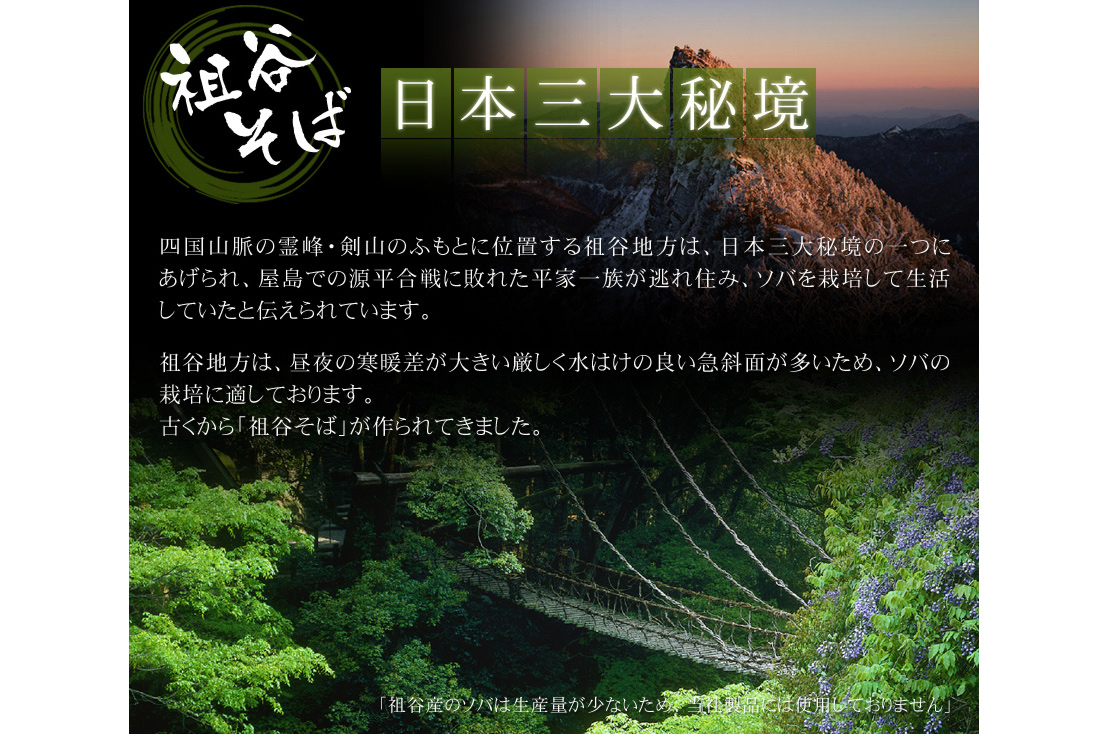 祖谷
そば
日本三大秘境
四国山脈の霊峰・剣山のふもとに位置する祖谷地方は、日本三大秘境の一つに
あげられ、屋島での源平合戦に敗れた平家一族が逃れ住み、ソバを栽培して生活
していたと伝えられています。
祖谷地方は、昼夜の寒暖差が大きい厳しく水はけの良い急斜面が多いため、ソバの
栽培に適しております。
古くから「祖谷そば」が作られてきました。
「祖谷産のソバは生産量が少ないため、当社製品には使用しておりません」